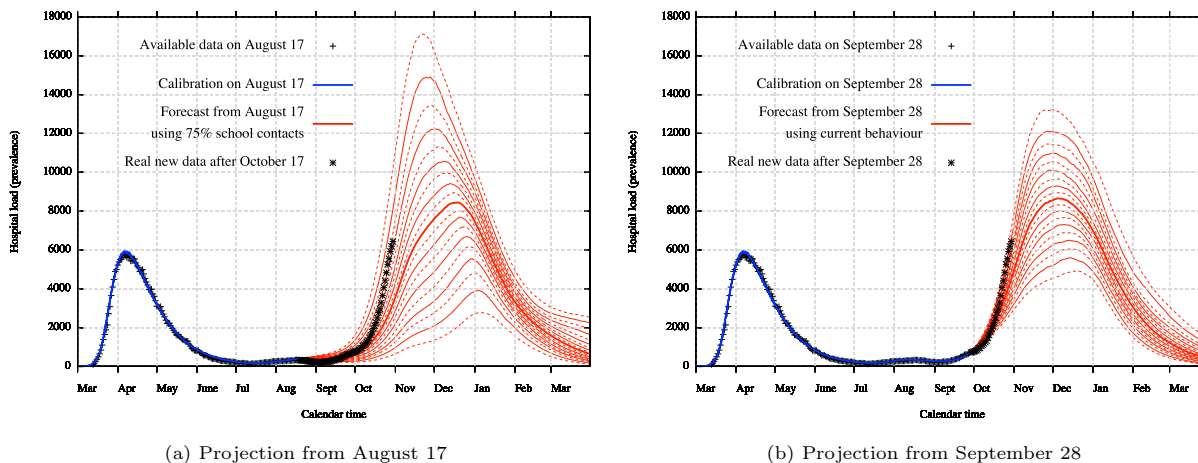 18000
16000
14000
12000
10000
8000
6000
4000
2000
0
Hospital load (prevalence)
Available data on August 17
Calibration on August 17
Forecast from August 17
using 75% school contacts
Real new data after October 17
Mar Apr May June Jul Aug Sept Oct Nov Dec Jan Feb Mar
Calendar time
(a) Projection from August 17
18000
16000
14000
12000
10000
8000
6000
4000
2000
0
Hospital load (prevalence)
Available data on September 28
Calibration on September 28
Forecast from September 28
using current behaviour
Real new data after September 28
Mar Apr May June Jul Aug Sept Oct Nov Dec Jan Feb Mar
Calendar time
(b) Projection from September 28